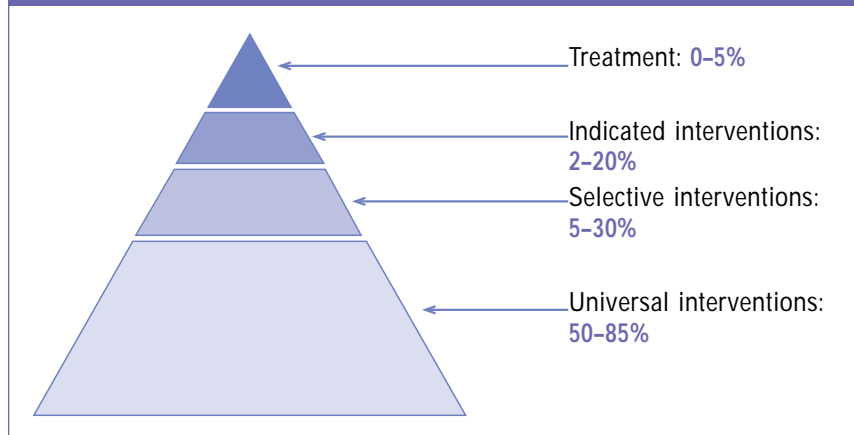 Treatment: 0–5%
Indicated interventions:
2–20%
Selective interventions:
5–30%
Universal interventions:
50–85%